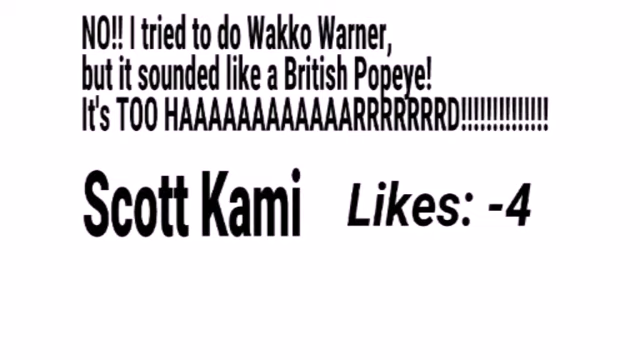 NO!! I tried to do Wakko Warner,
but it sounded like a British Popeye!
It's TOO HAAAAAAAAAAAARRRRRRRD!!!!!!!!!!!!!!
Scott Kami Likes: -4